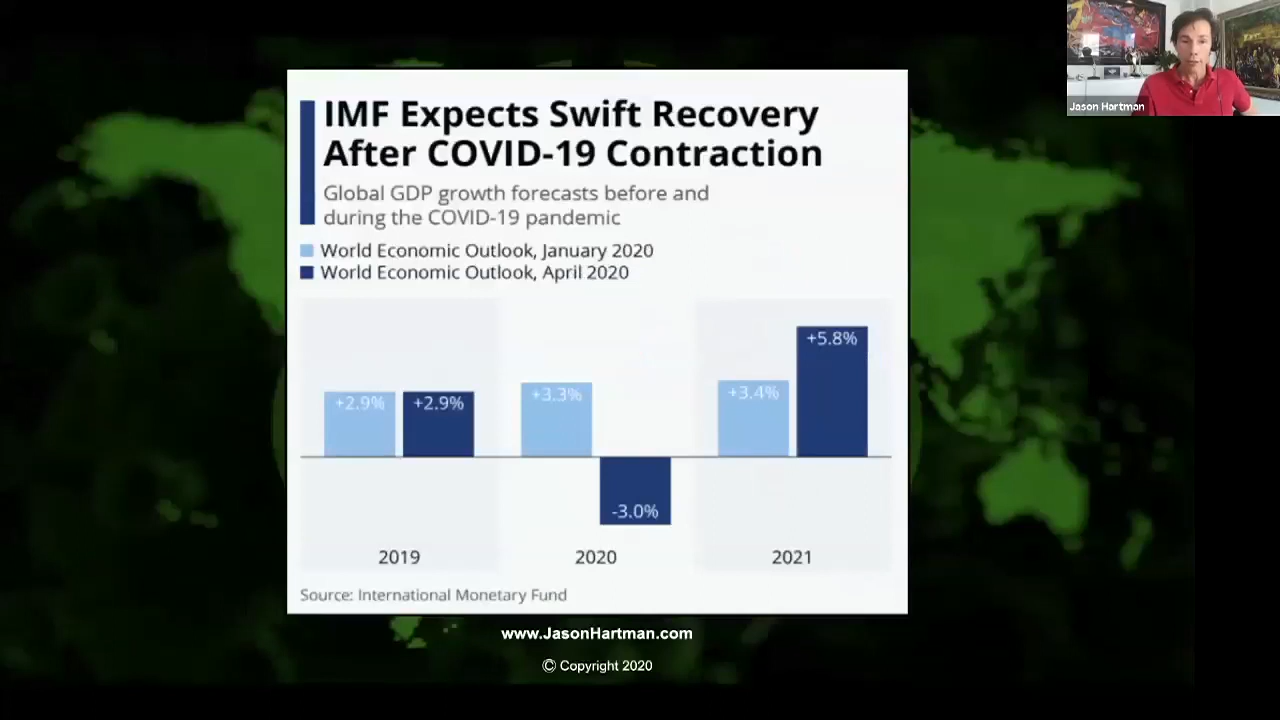 Jason Hartman
IMF Expects Swift Recovery
After COVID-19 Contraction
Global GDP growth forecasts before and
during the COVID-19 pandemic
World Economic Outlook, January 2020
World Economic Outlook, April 2020
+2.9%
+2.9%
+3.3%
-3.0%
+3.4%
+5.8%
2019
2020
2021
Source: International Monetary Fund
www.JasonHartman.com
© Copyright 2020